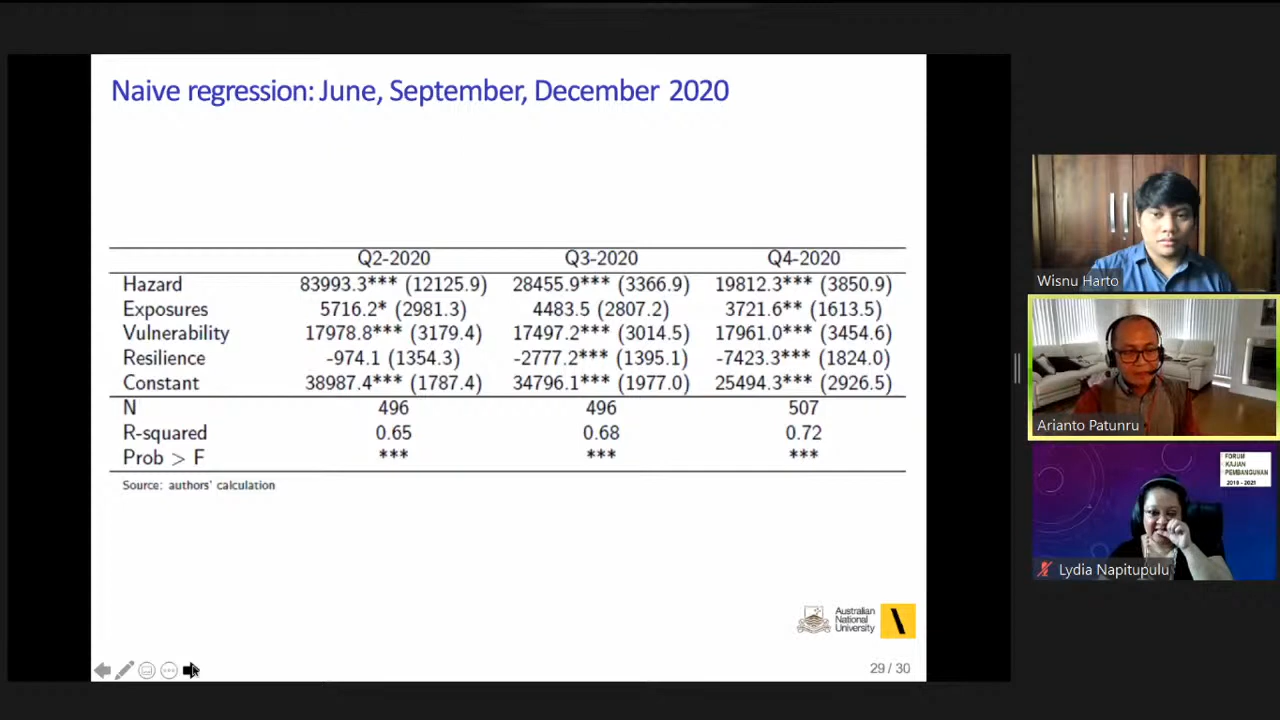 Naive regression: June, September, December 2020
Q2-2020 Q3-2020 Q4-2020
Hazard 83993.3*** (12125.9) 28455.9*** (3366.9) 19812.3*** (3850.9)
Exposures 5716.2* (2981.3) 4483.5 (2807.2) 3721.6** (1613.5)
Vulnerability 17978.8*** (3179.4) 17497.2*** (3014.5) 17961.0*** (3454.6)
Resilience -974.1 (1354.3) -2777.2*** (1395.1) -7423.3*** (1824.0)
Constant 38987.4*** (1787.4) 34796.1*** (1977.0) 25494.3*** (2926.5)
N 496 496 507
R-squared 0.65 0.68 0.72
Prob > F *** *** ***
Source: authors' calculation
Australian
National
University
29 / 30
Wisnu Harto
Arianto Patunru
FORUM
KAJIAN
PEMBANGUNAN
2010 - 2021
Lydia Napitupulu